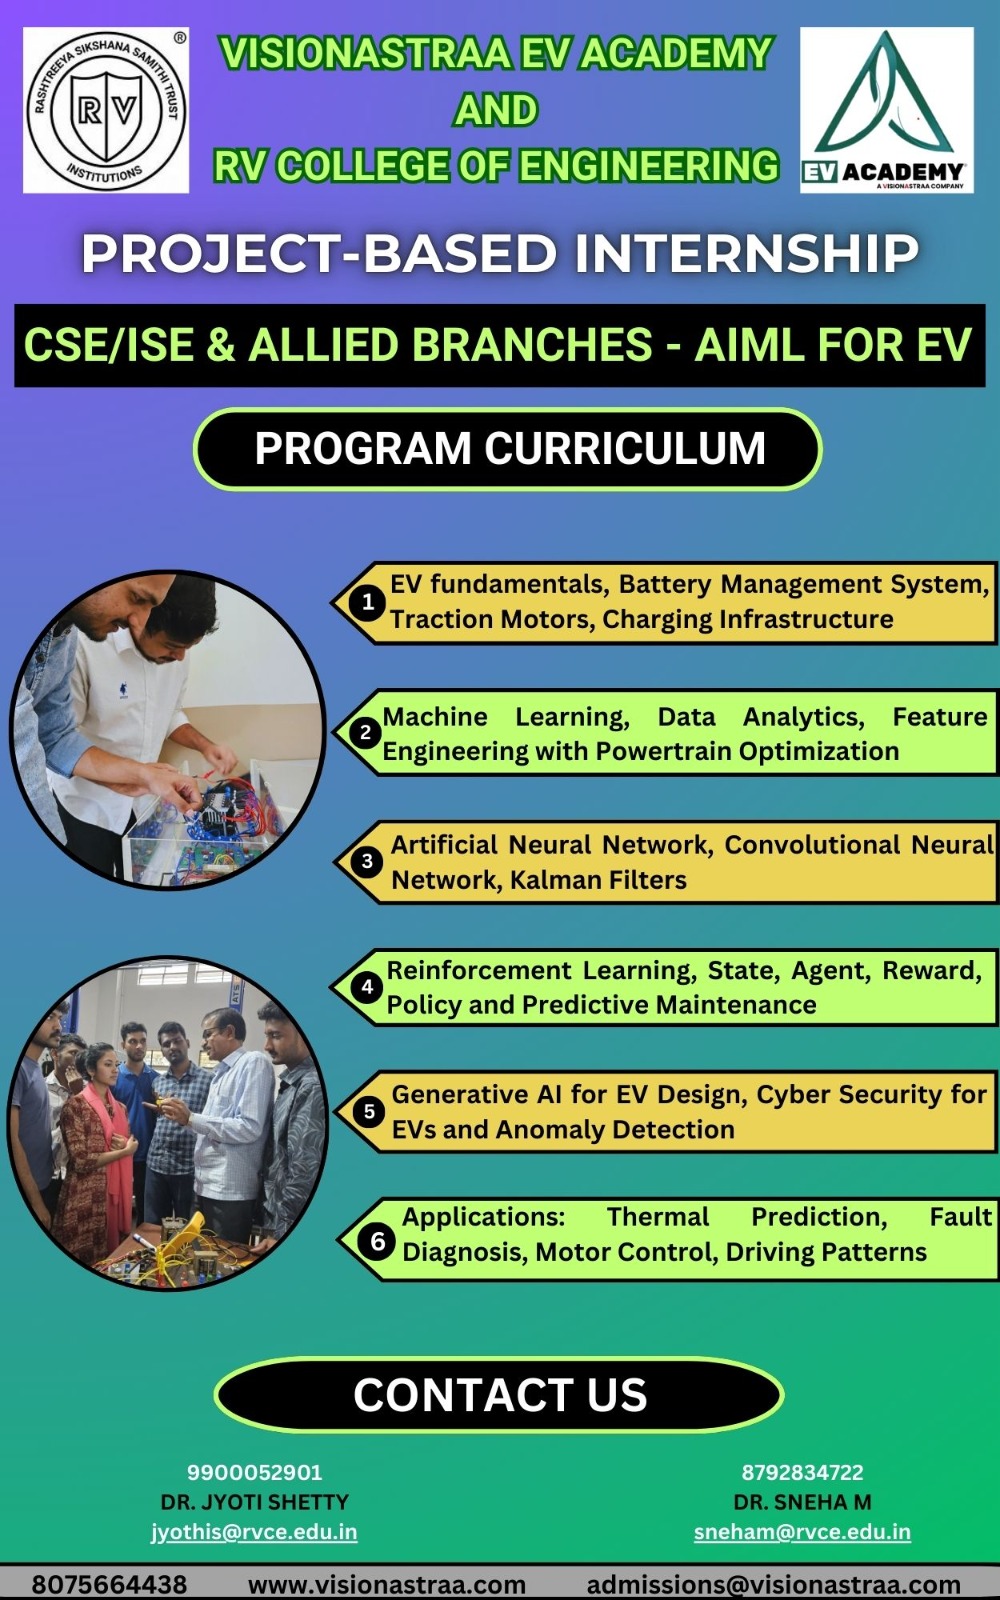 RASHTREEYA SIKSHANA SAMITHI TRUST
®
RV
INSTITUTIONS
VISIONASTRAA EV ACADEMY
AND
RV COLLEGE OF ENGINEERING
EV ACADEMY
A VISIONASTRAA COMPANY
PROJECT-BASED INTERNSHIP
CSE/ISE & ALLIED BRANCHES - AIML FOR EV
PROGRAM CURRICULUM
1
EV fundamentals, Battery Management System,
Traction Motors, Charging Infrastructure
2
Machine Learning, Data Analytics, Feature
Engineering with Powertrain Optimization
3
Artificial Neural Network, Convolutional Neural
Network, Kalman Filters
4
Reinforcement Learning, State, Agent, Reward,
Policy and Predictive Maintenance
ATS
5
Generative AI for EV Design, Cyber Security for
EVs and Anomaly Detection
6
Applications: Thermal Prediction, Fault
Diagnosis, Motor Control, Driving Patterns
CONTACT US
9900052901
DR. JYOTI SHETTY
jyothis@rvce.edu.in
8792834722
DR. SNEHA M
sneham@rvce.edu.in
8075664438 www.visionastraa.com admissions@visionastraa.com